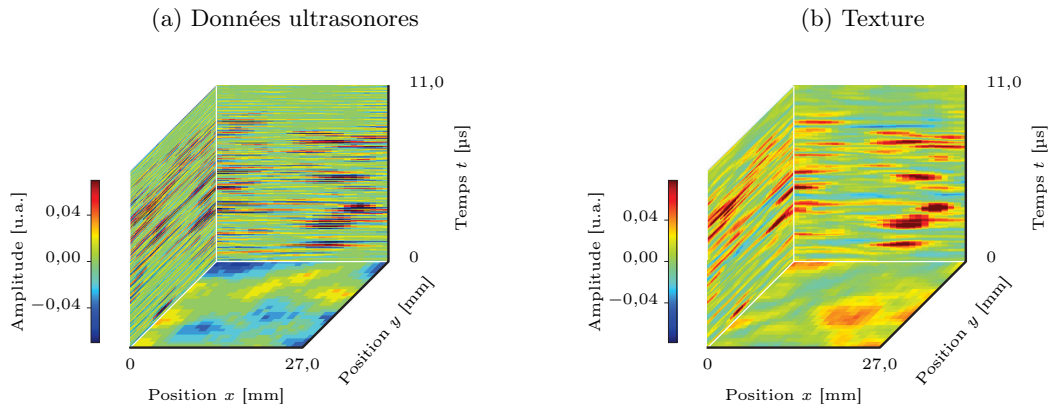 (a) Données ultrasonores
11,0
Temps t [µs]
0
Amplitude [u.a.]
0,04
0,00
−0,04
0
27,0
Position x [mm]
Position y [mm]
(b) Texture
11,0
Temps t [µs]
0
Amplitude [u.a.]
0,04
0,00
−0,04
0
27,0
Position x [mm]
Position y [mm]